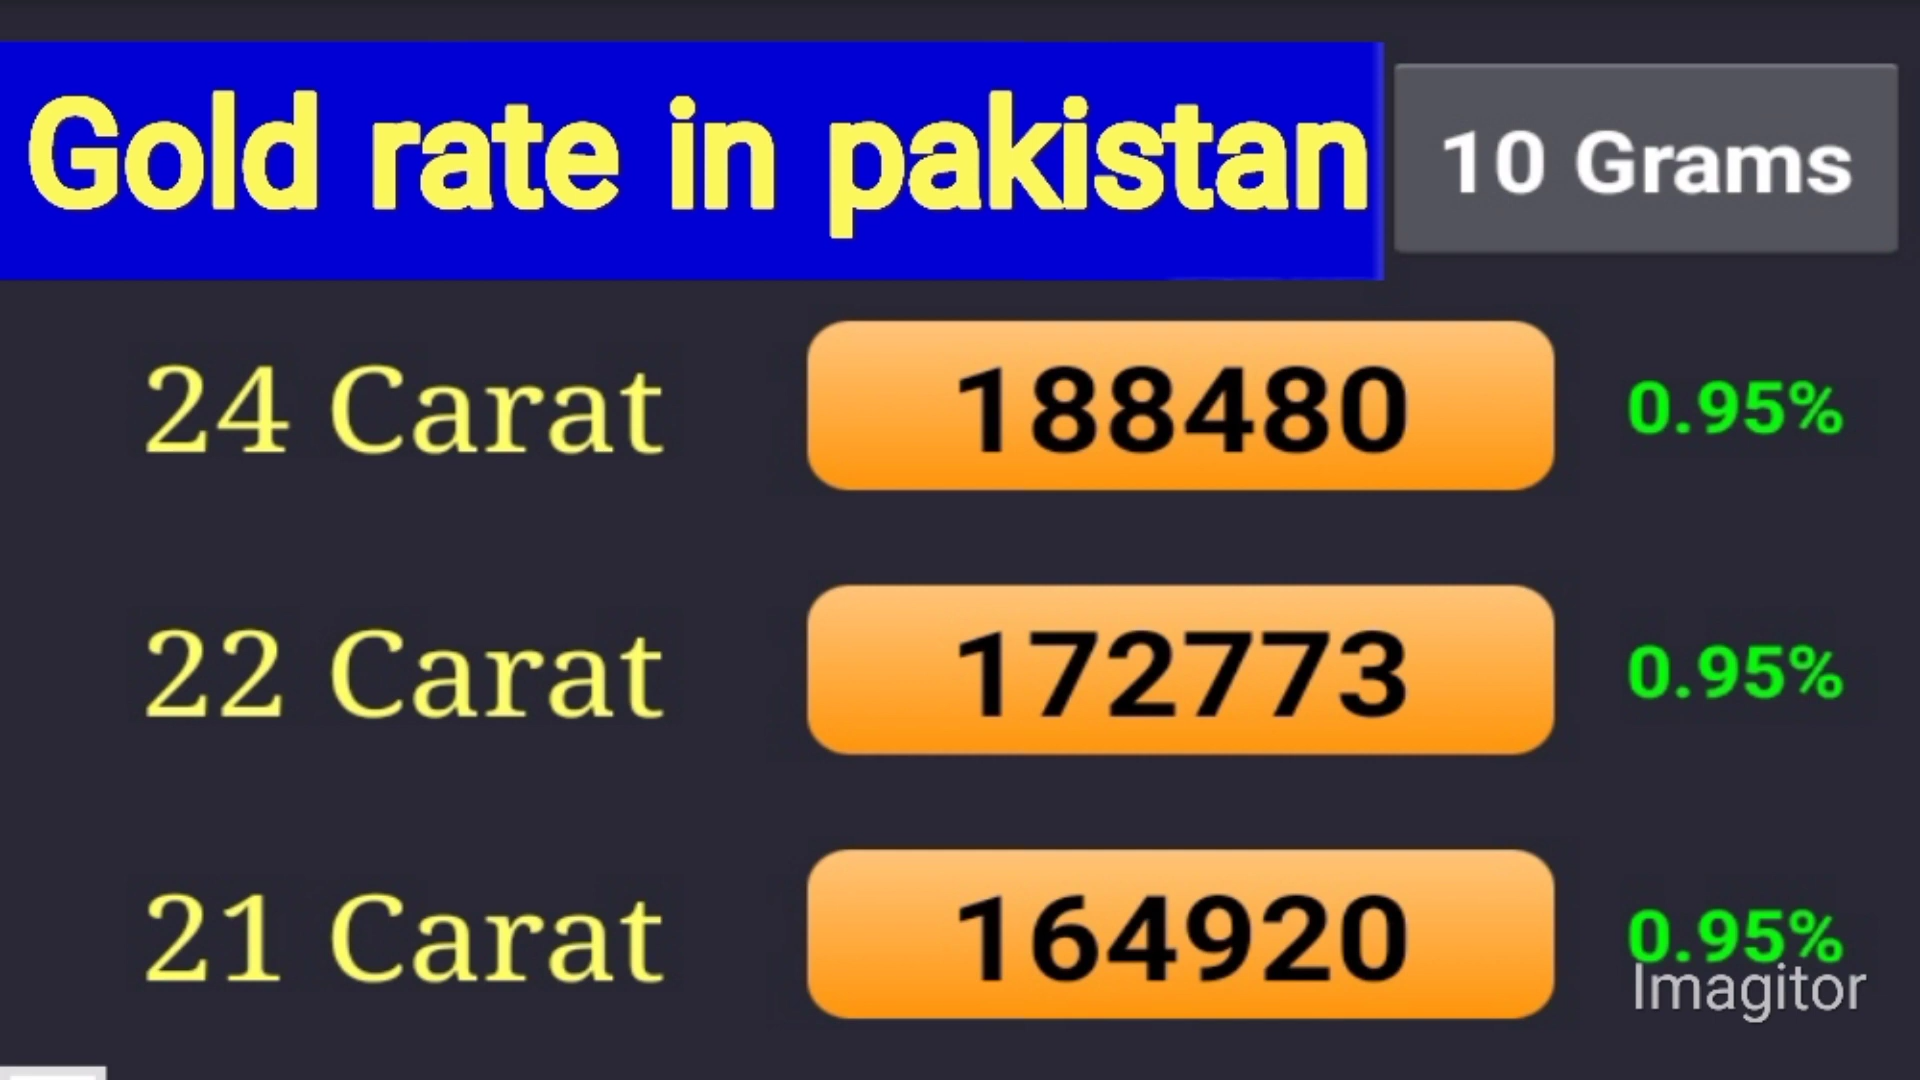 Gold rate in pakistan
10 Grams
24 Carat 188480 0.95%
22 Carat 172773 0.95%
21 Carat 164920 0.95%
Imagitor